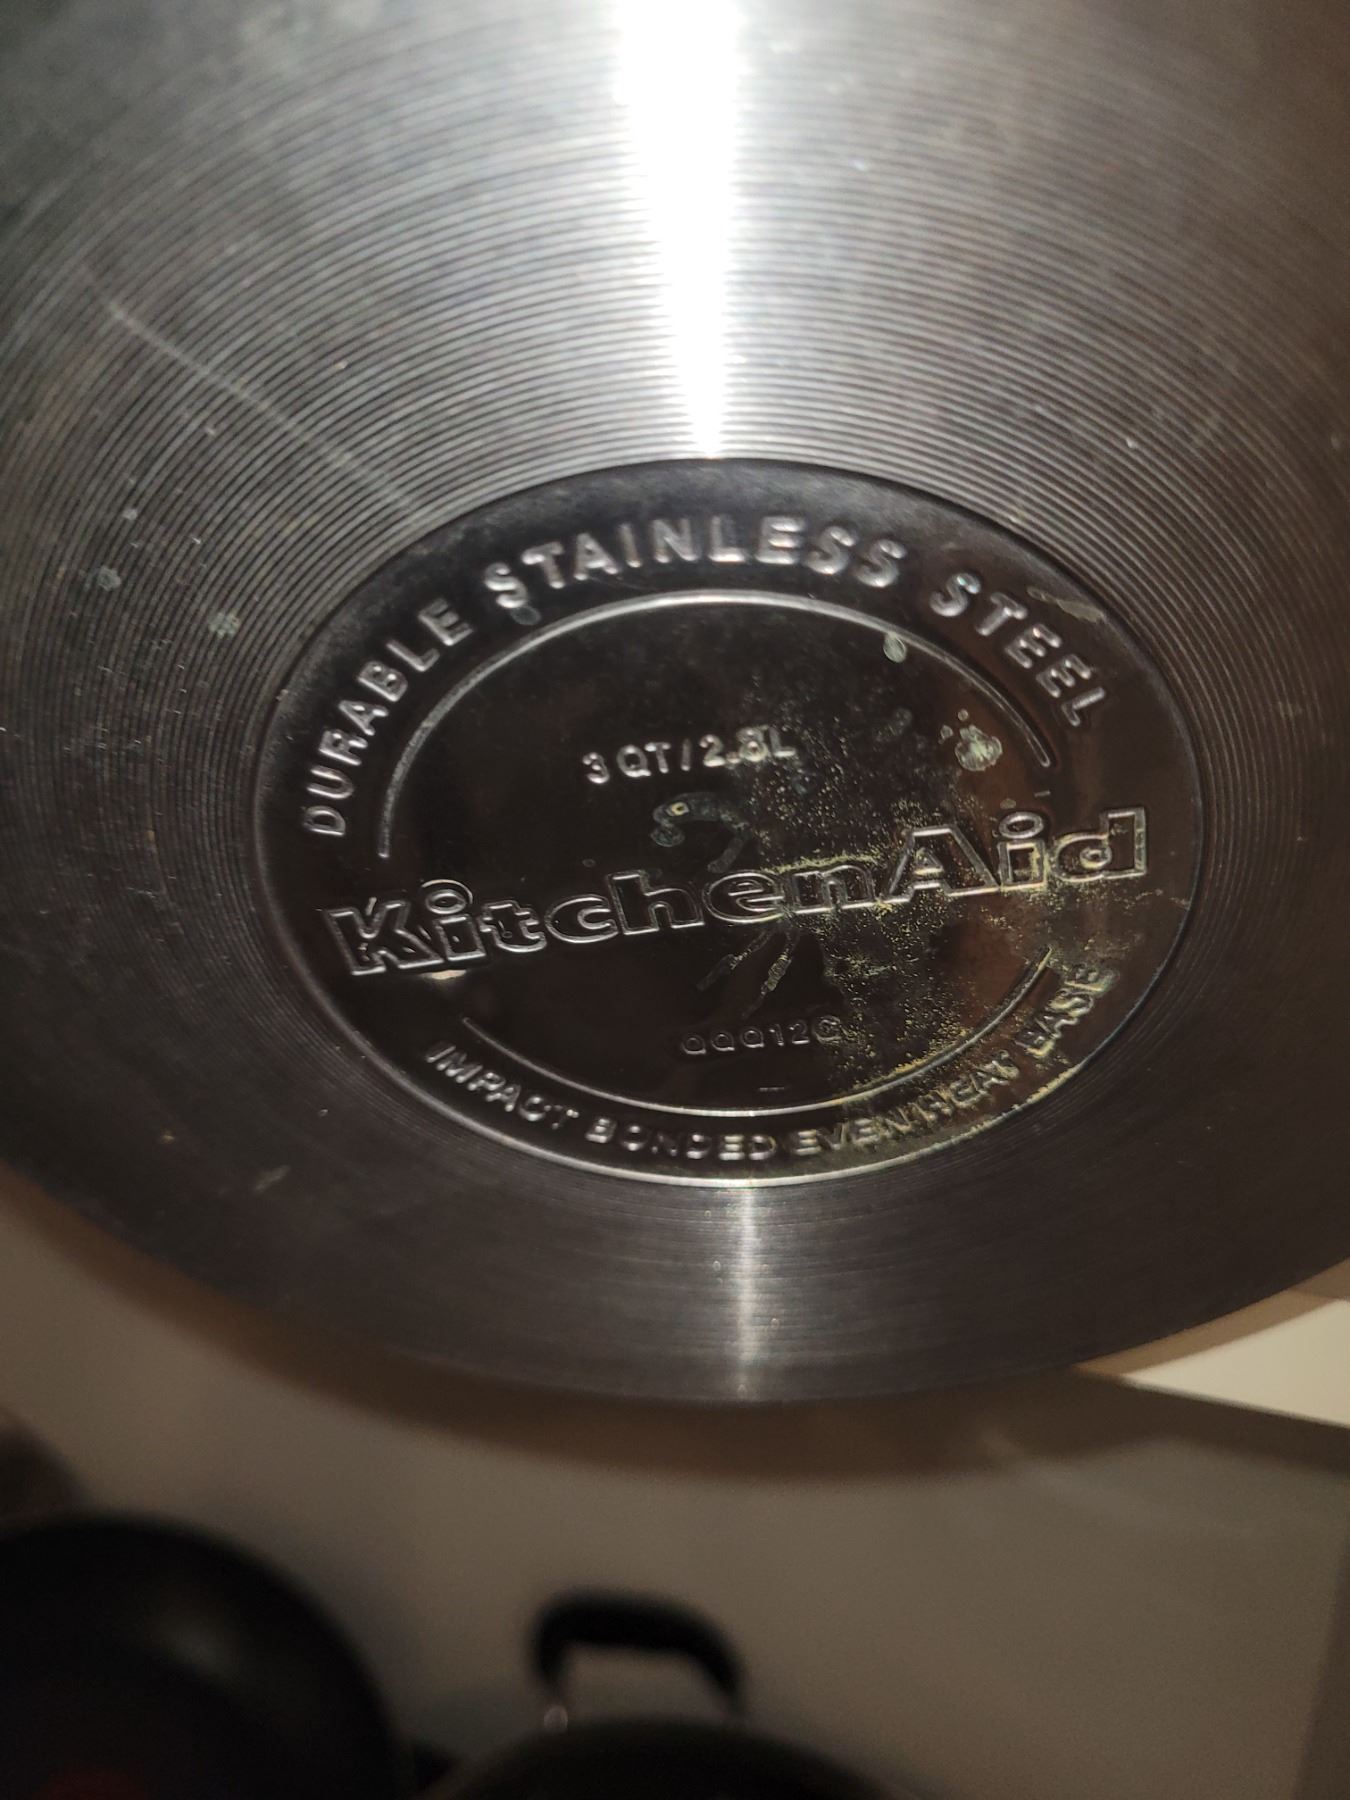 DURABLE STAINLESS STEEL
3 QT / 2.8L
KitchenAid
IMPACT BONDED EVEN HEAT BASE